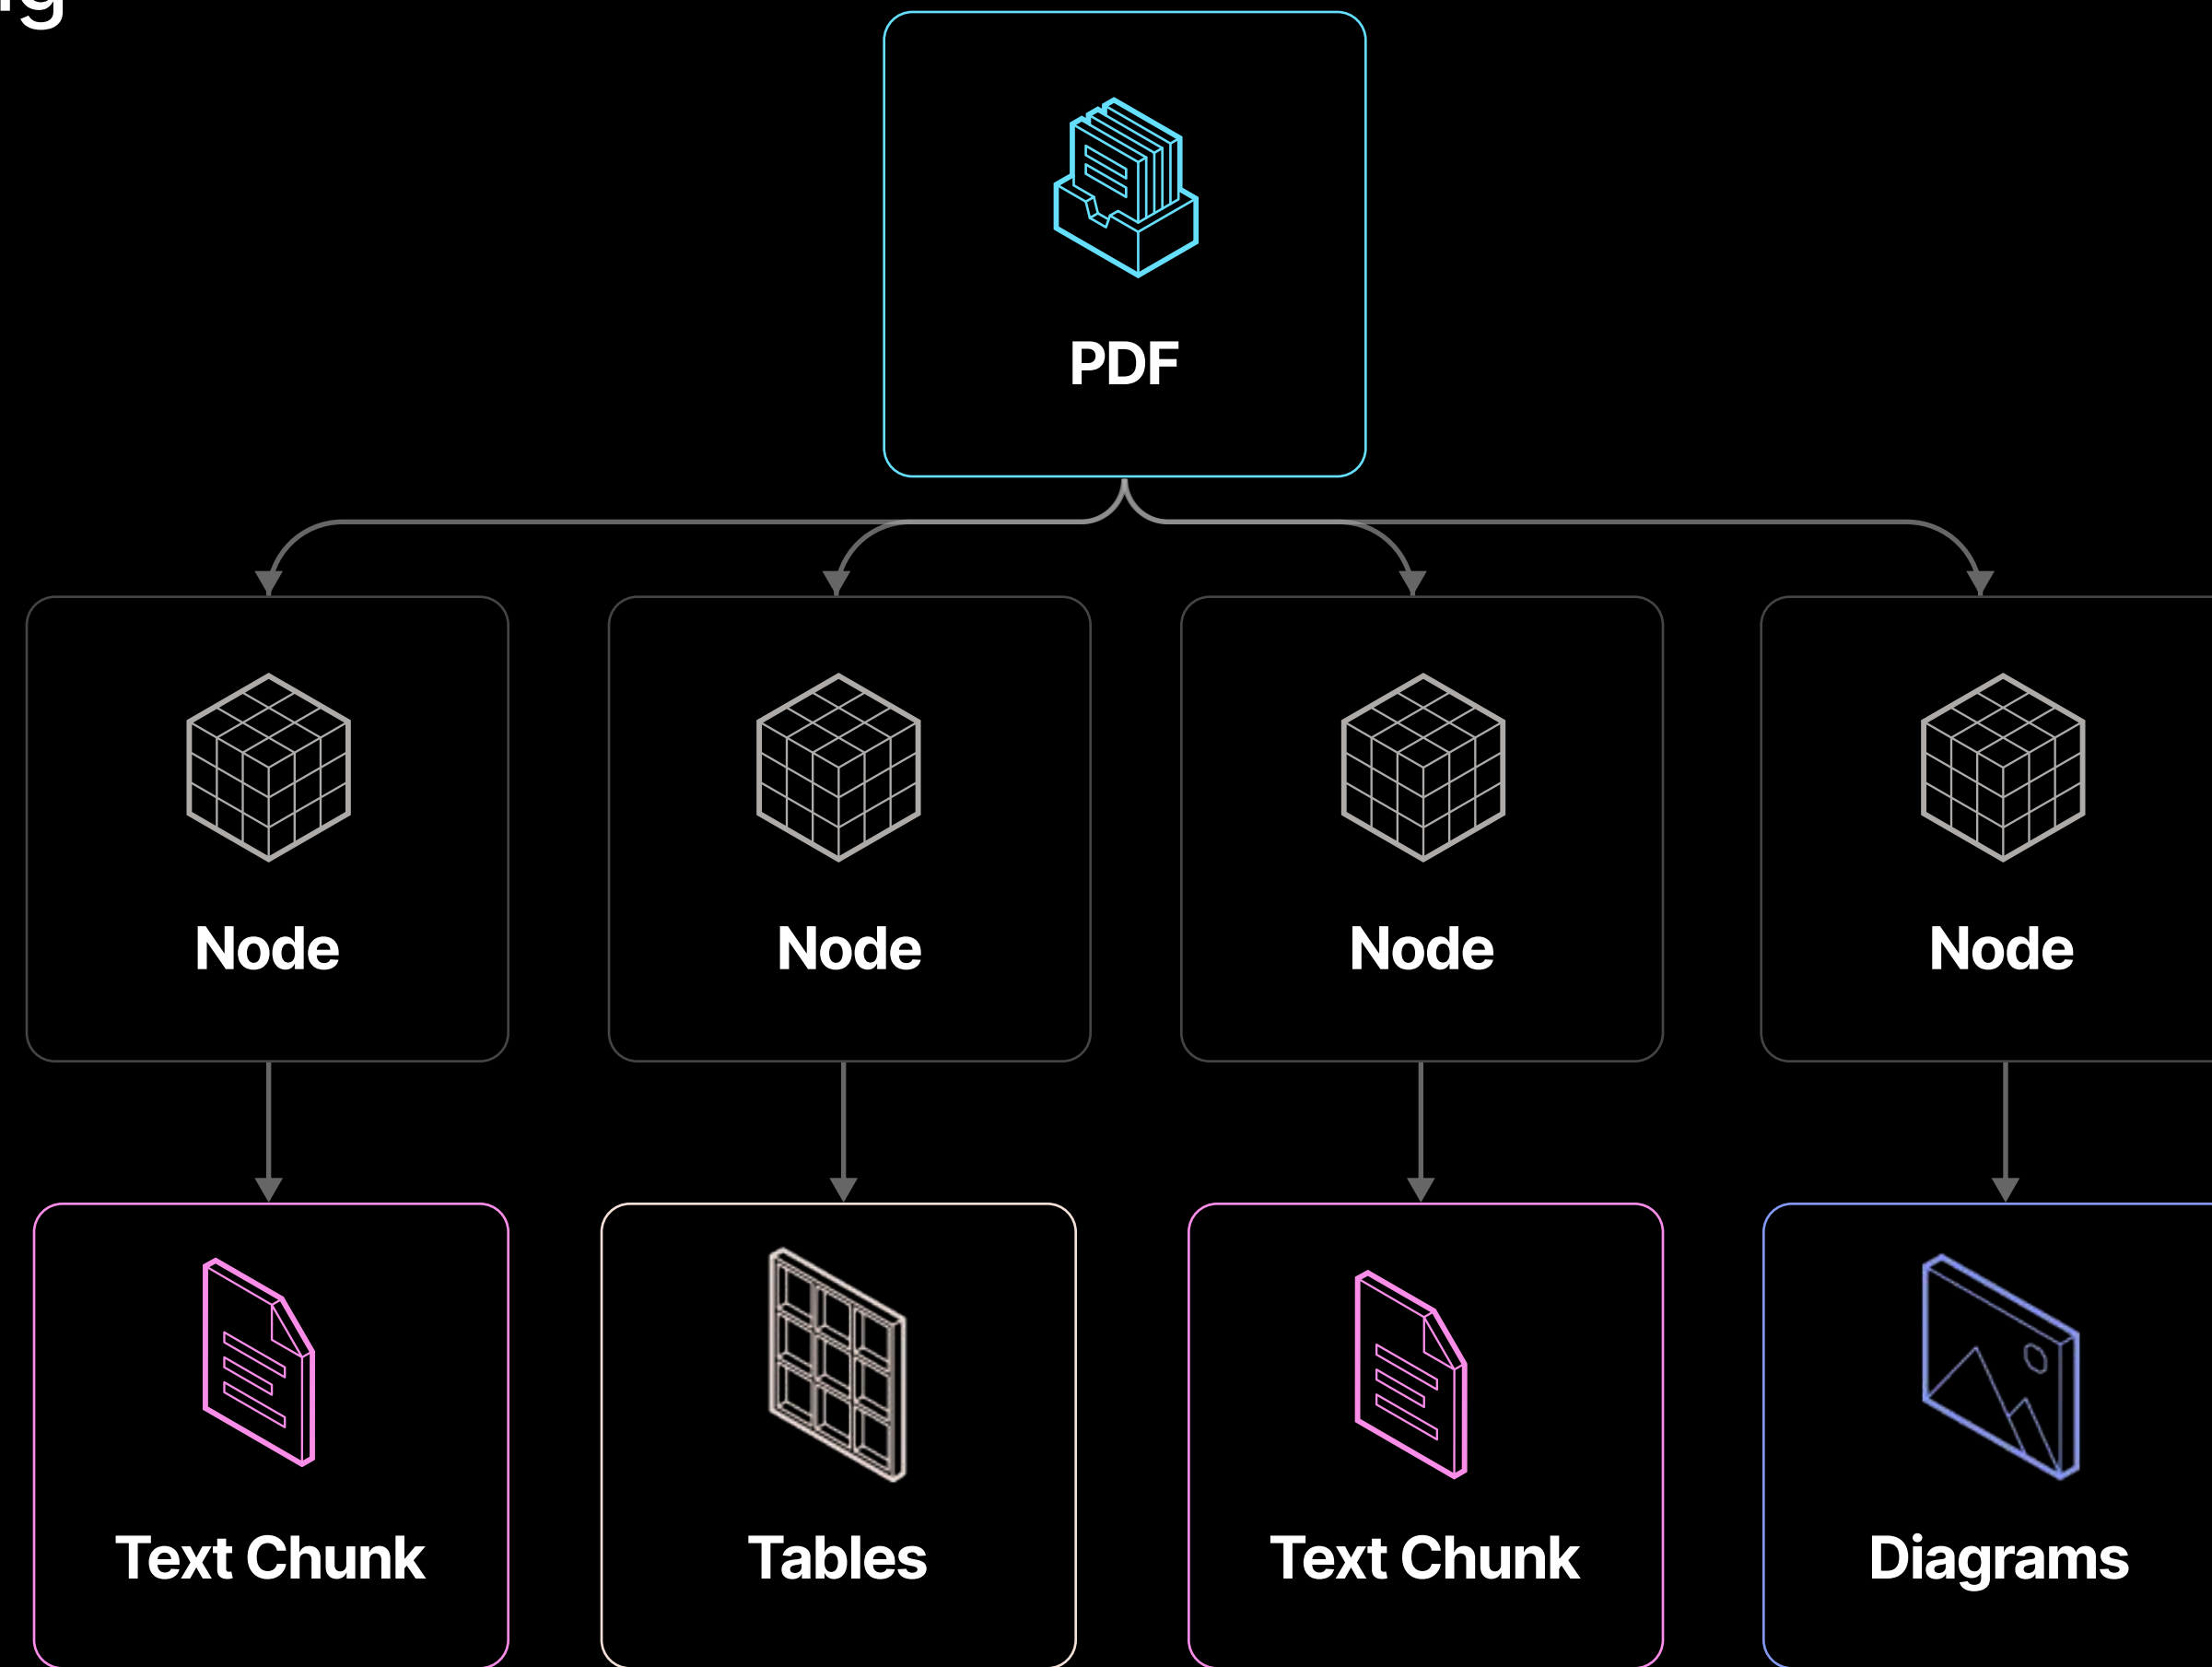 PDF
Node
Node
Node
Node
Text Chunk
Tables
Text Chunk
Diagrams